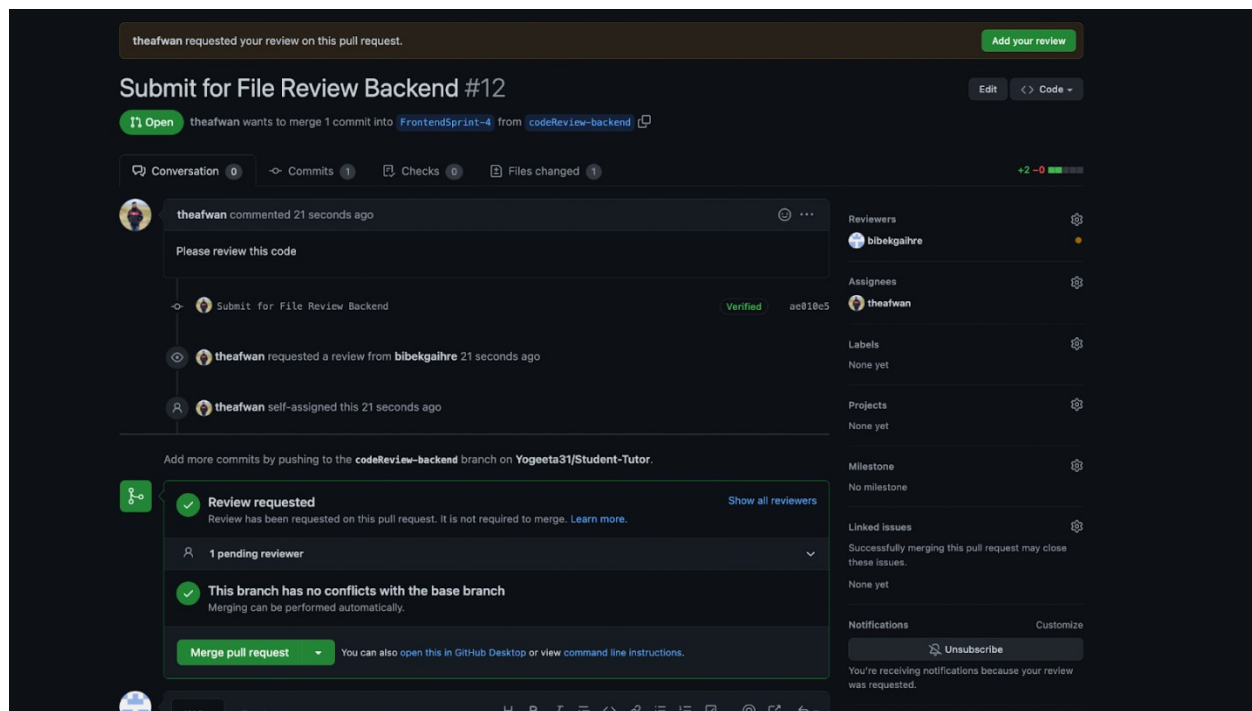 theafwan requested your review on this pull request.
Add your review
Submit for File Review Backend #12
Edit
<> Code
Open
theafwan wants to merge 1 commit into FrontendSprint-4 from codeReview-backend
Conversation 0
Commits 1
Checks 0
Files changed 1
+2 −0
theafwan commented 21 seconds ago
Please review this code
Submit for File Review Backend
Verified
ae010e5
theafwan requested a review from bibekgaihre 21 seconds ago
theafwan self-assigned this 21 seconds ago
Add more commits by pushing to the codeReview-backend branch on Yogeeta31/Student-Tutor.
Review requested
Show all reviewers
Review has been requested on this pull request. It is not required to merge. Learn more.
1 pending reviewer
This branch has no conflicts with the base branch
Merging can be performed automatically.
Merge pull request
You can also open this in GitHub Desktop or view command line instructions.
Reviewers
bibekgaihre
Assignees
theafwan
Labels
None yet
Projects
None yet
Milestone
No milestone
Linked issues
Successfully merging this pull request may close
these issues.
None yet
Notifications
Customize
Unsubscribe
You're receiving notifications because your review
was requested.